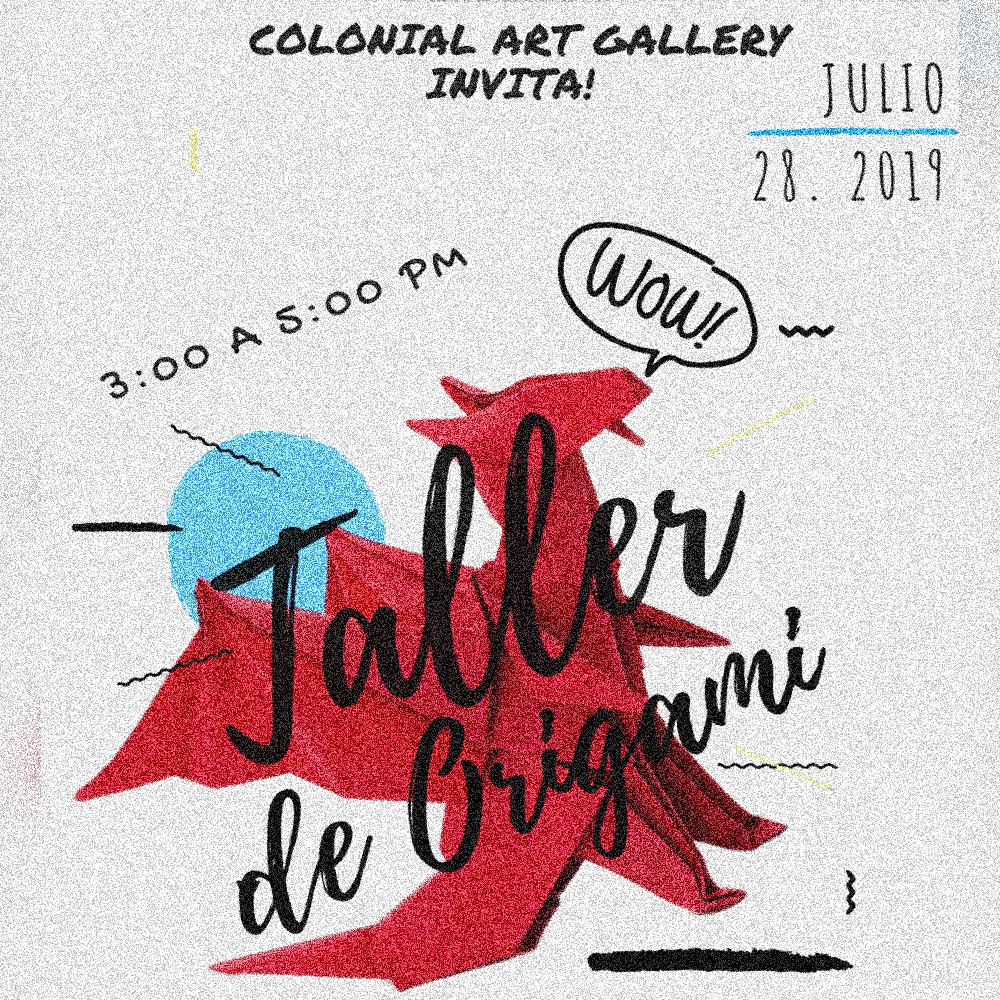 COLONIAL ART GALLERY
INVITA!
JULIO
28. 2019
3:00 A 5:00 PM
WOW!
Taller
de Origami